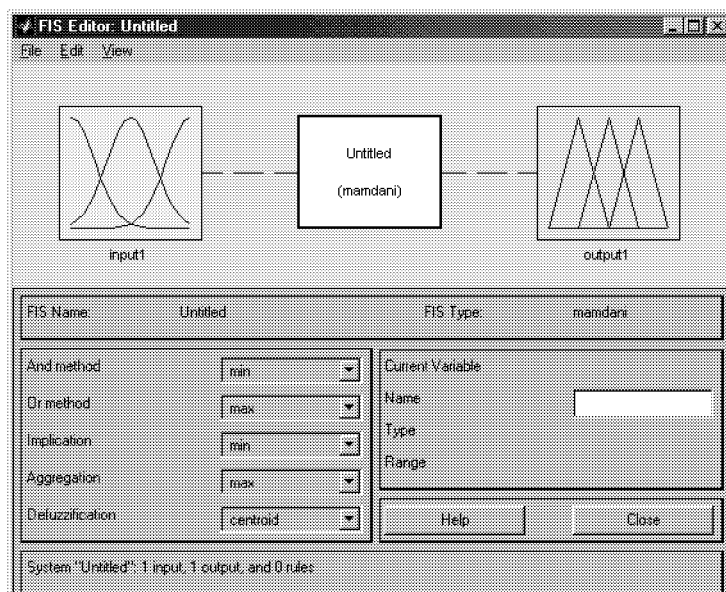 FIS Editor: Untitled
File Edit View
Untitled
(mamdani)
input1
output1
FIS Name: Untitled FIS Type: mamdani
And method min
Or method max
Implication min
Aggregation max
Defuzzification centroid
Current Variable
Name
Type
Range
Help Close
System "Untitled": 1 input, 1 output, and 0 rules